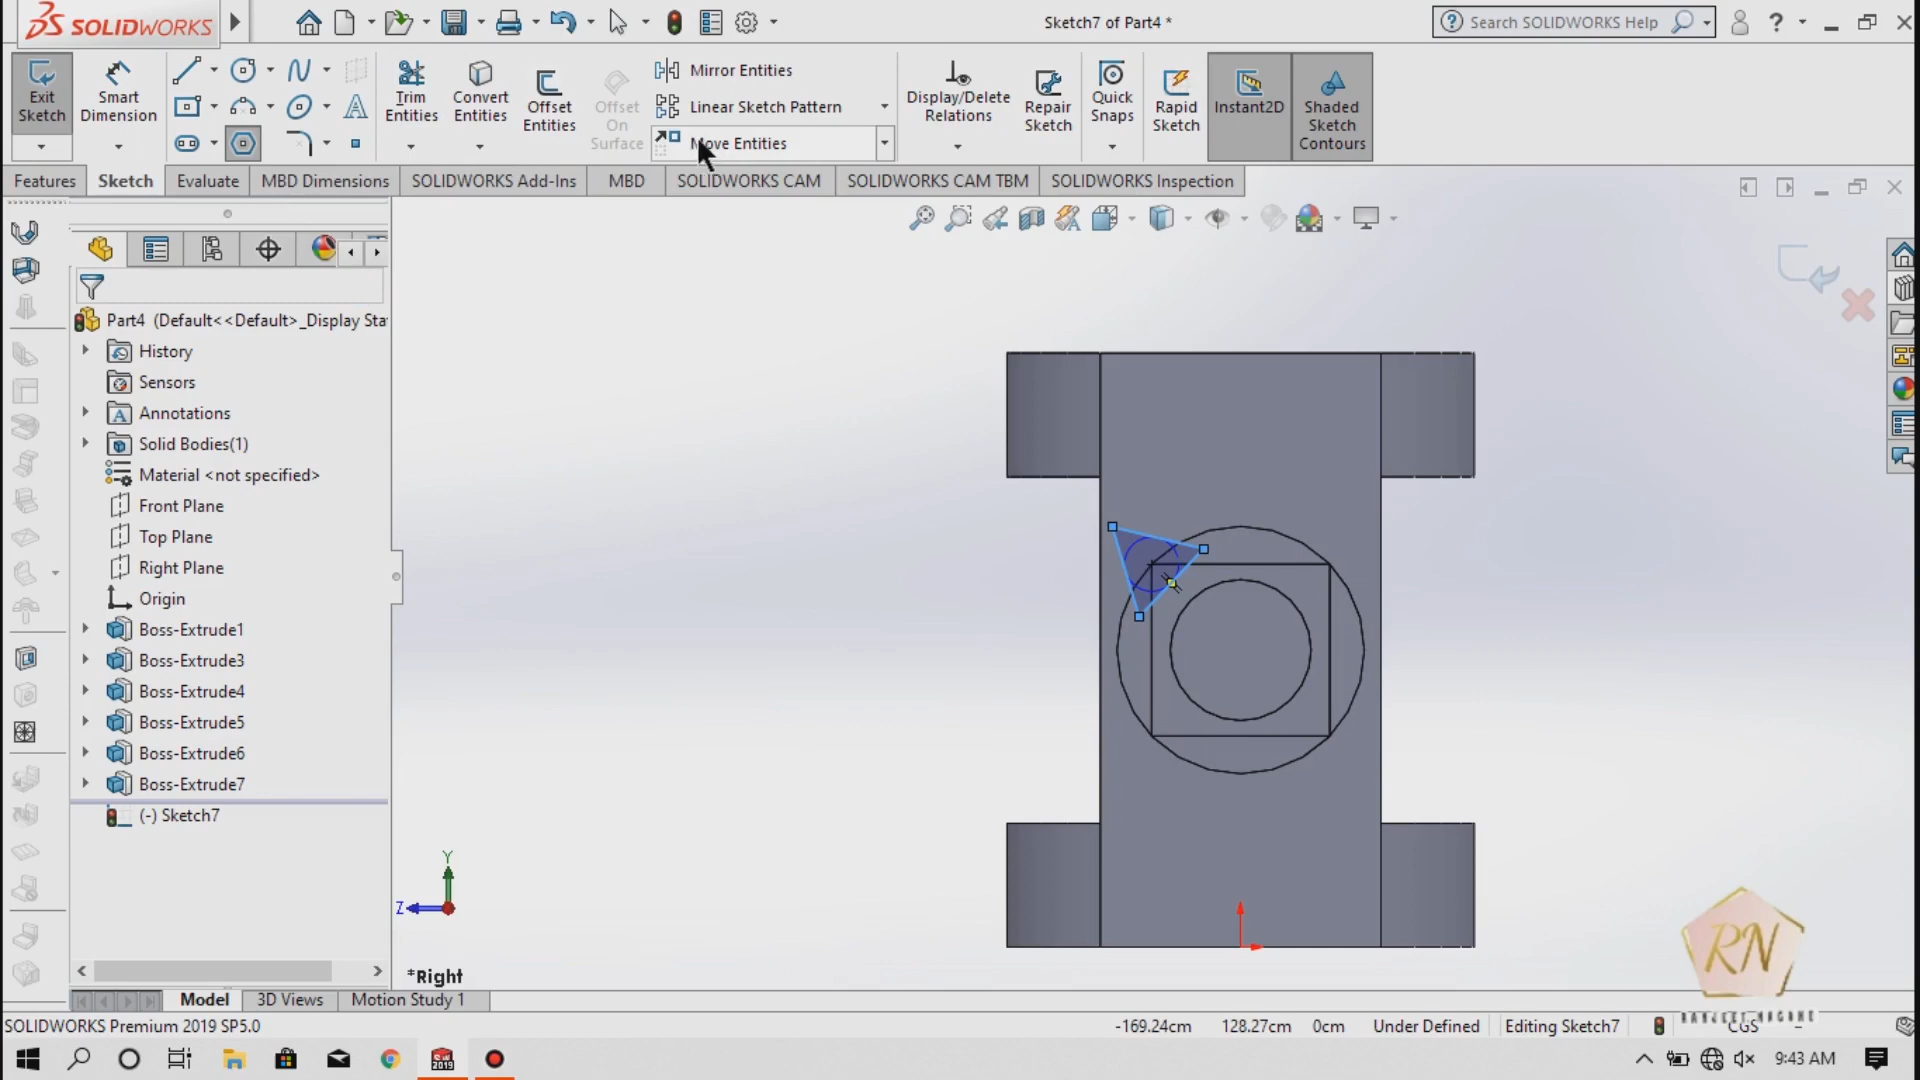 SOLIDWORKS
Sketch7 of Part4 *
Search SOLIDWORKS Help
Exit Sketch
Smart Dimension
Trim Entities
Convert Entities
Offset Entities
Offset On Surface
Mirror Entities
Linear Sketch Pattern
Move Entities
Display/Delete Relations
Repair Sketch
Quick Snaps
Rapid Sketch
Instant2D
Shaded Sketch Contours
Features
Sketch
Evaluate
MBD Dimensions
SOLIDWORKS Add-Ins
MBD
SOLIDWORKS CAM
SOLIDWORKS CAM TBM
SOLIDWORKS Inspection
Part4 (Default<<Default>_Display Sta
History
Sensors
Annotations
Solid Bodies(1)
Material <not specified>
Front Plane
Top Plane
Right Plane
Origin
Boss-Extrude1
Boss-Extrude3
Boss-Extrude4
Boss-Extrude5
Boss-Extrude6
Boss-Extrude7
(-) Sketch7
Y
Z
*Right
RN
Model
3D Views
Motion Study 1
SOLIDWORKS Premium 2019 SP5.0
-169.24cm
128.27cm
0cm
Under Defined
Editing Sketch7
CGS
9:43 AM